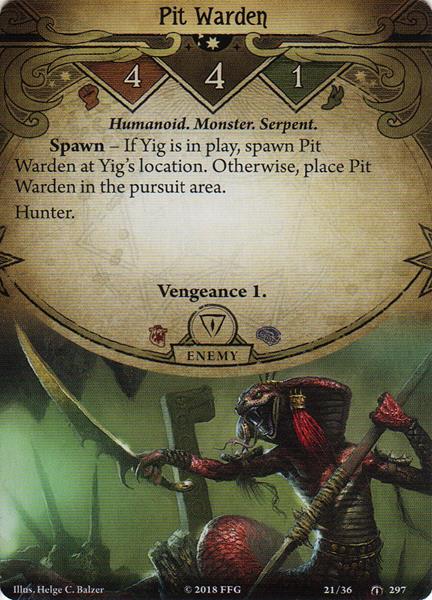 Pit Warden
4 4 1
Humanoid. Monster. Serpent.
Spawn – If Yig is in play, spawn Pit
Warden at Yig's location. Otherwise, place Pit
Warden in the pursuit area.
Hunter.
Vengeance 1.
ENEMY
Illus. Helge C. Balzer © 2018 FFG 21/36 297